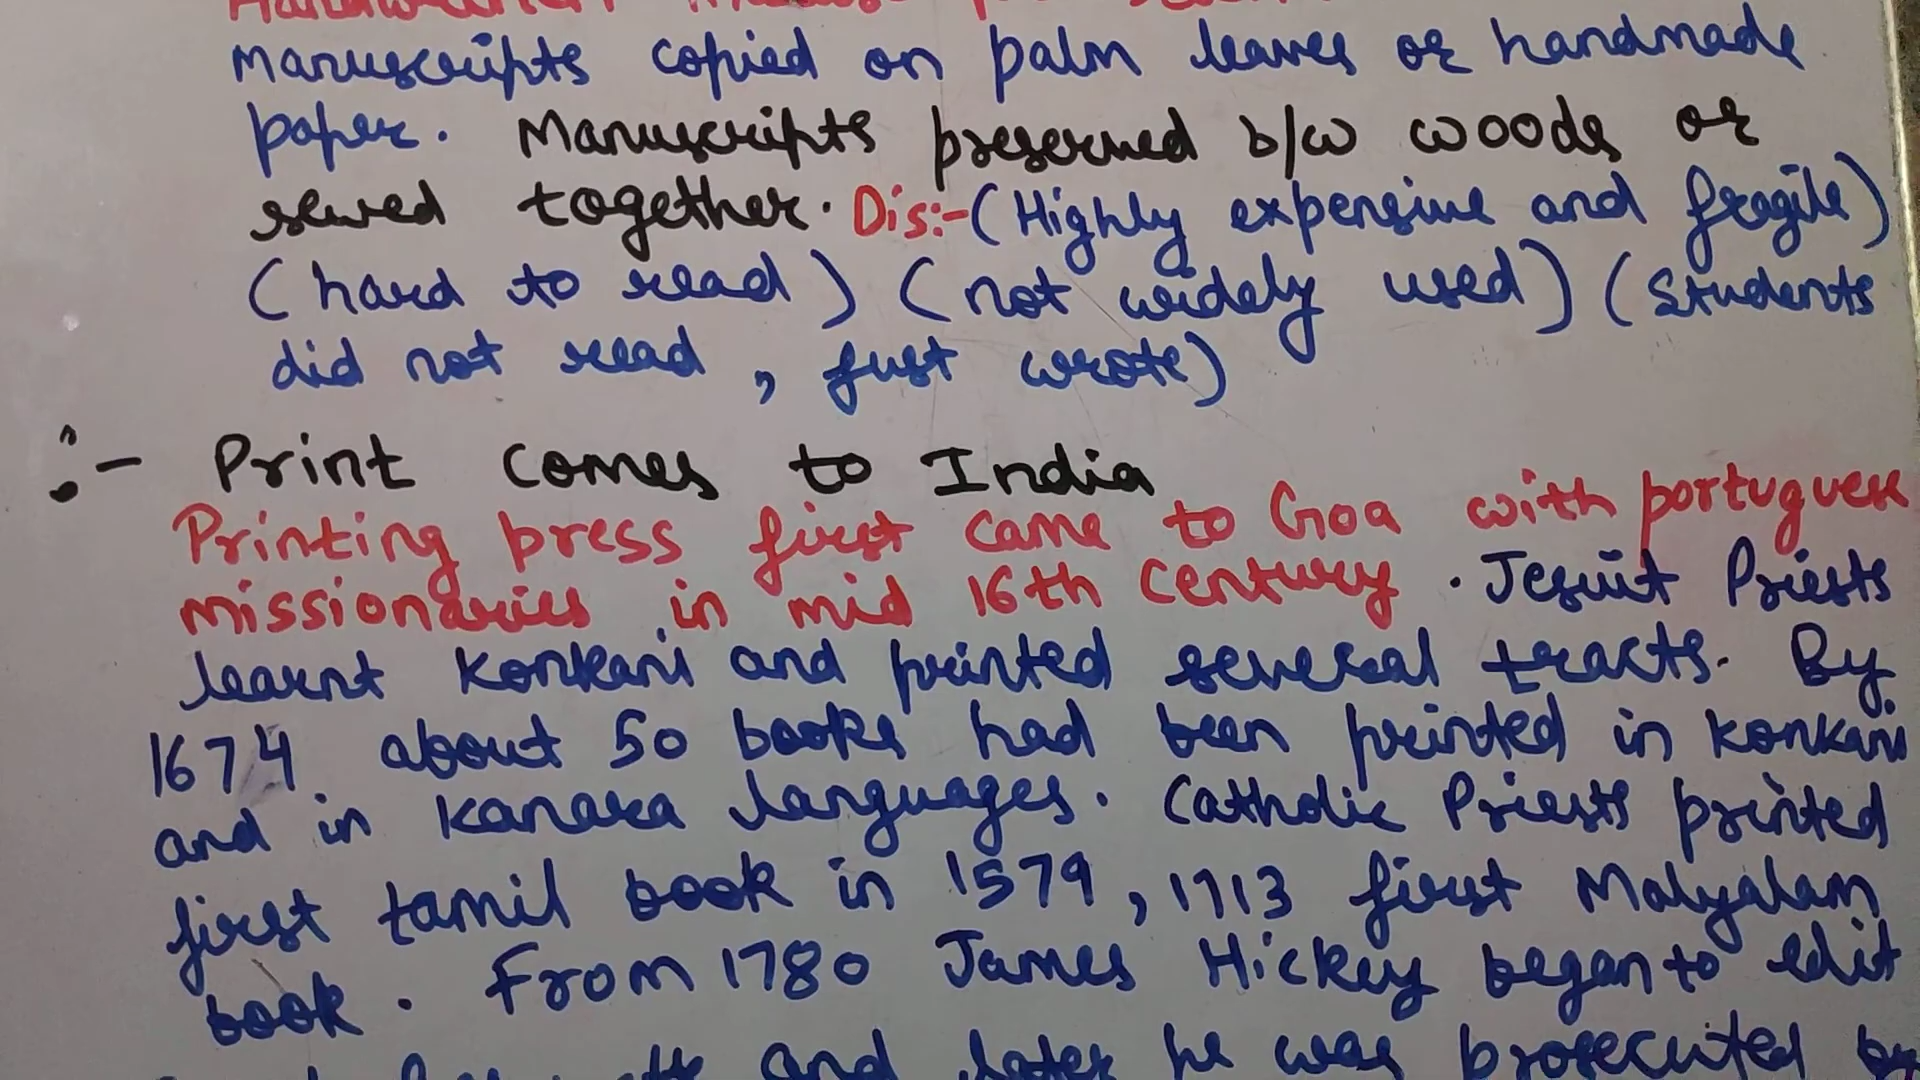 manuscripts copied on palm leaves or handmade
paper. Manuscripts preserved b/w woods or
sewed together. Dis:-(Highly expensive and fragile)
(hard to read) (not widely used) (Students
did not read, just wrote)
:- Print comes to India
Printing press first came to Goa with portuguese
missionaries in mid 16th century. Jesuit Priests
learnt Konkani and printed several tracts. By
1674 about 50 books had been printed in konkani
and in kanara languages. Catholic Priests printed
first tamil book in 1579, 1713 first Malyalam
book. From 1780 James Hickey began to edit
and later he was prosecuted by